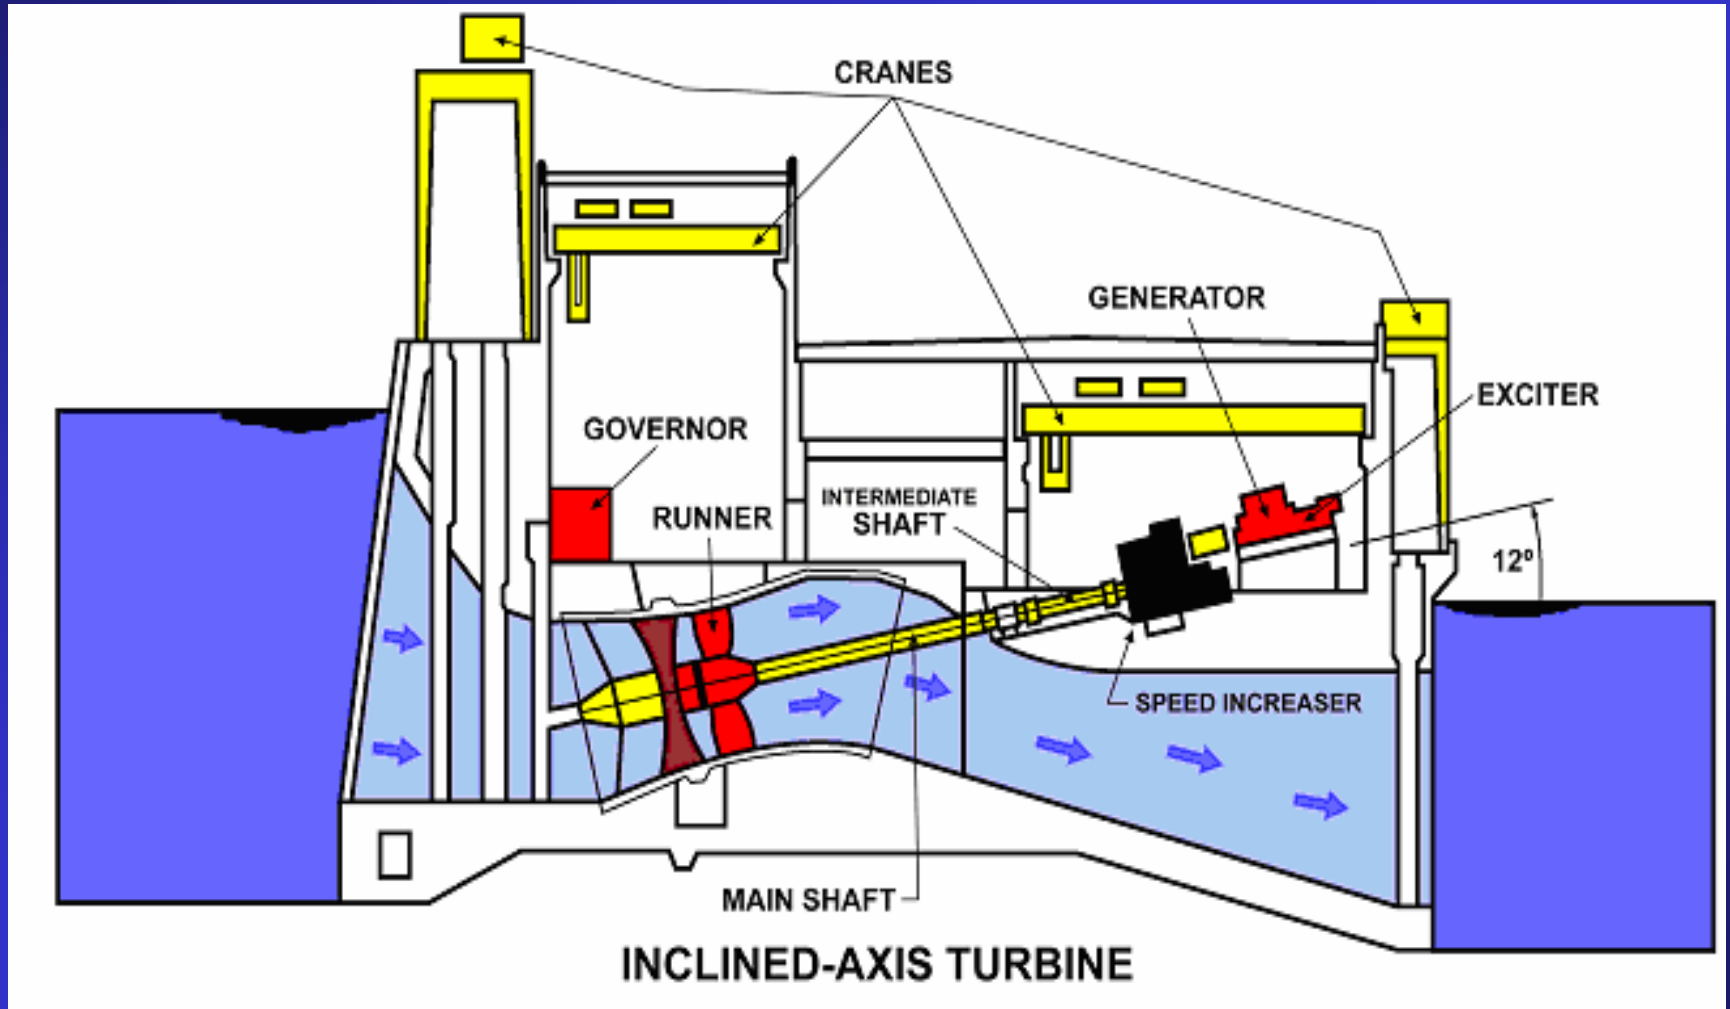 CRANES
GENERATOR
EXCITER
GOVERNOR
INTERMEDIATE
SHAFT
RUNNER
12º
SPEED INCREASER
MAIN SHAFT
INCLINED-AXIS TURBINE